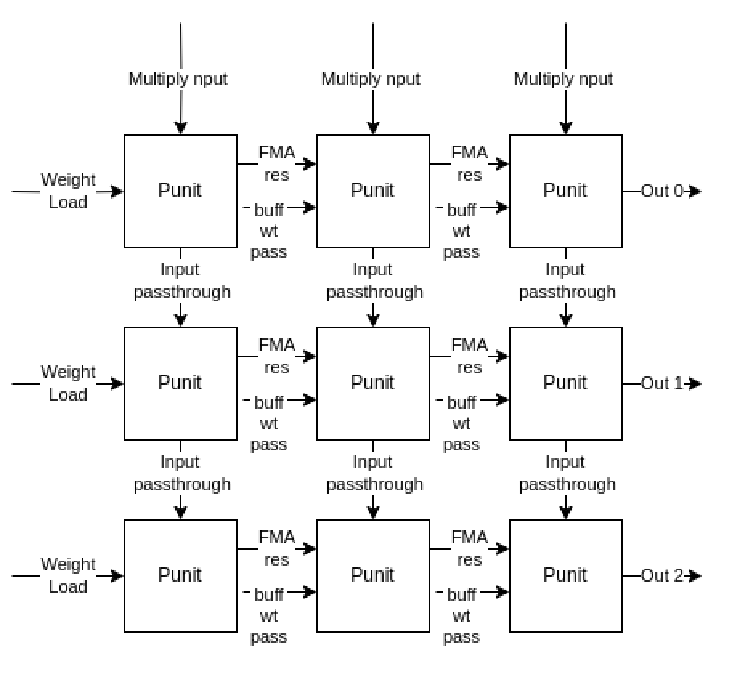 Multiply nput
Multiply nput
Multiply nput
Weight
Load
Punit
FMA
res
buff
wt
pass
Punit
FMA
res
buff
wt
pass
Punit
Out 0
Input
passthrough
Input
passthrough
Input
passthrough
Weight
Load
Punit
FMA
res
buff
wt
pass
Punit
FMA
res
buff
wt
pass
Punit
Out 1
Input
passthrough
Input
passthrough
Input
passthrough
Weight
Load
Punit
FMA
res
buff
wt
pass
Punit
FMA
res
buff
wt
pass
Punit
Out 2